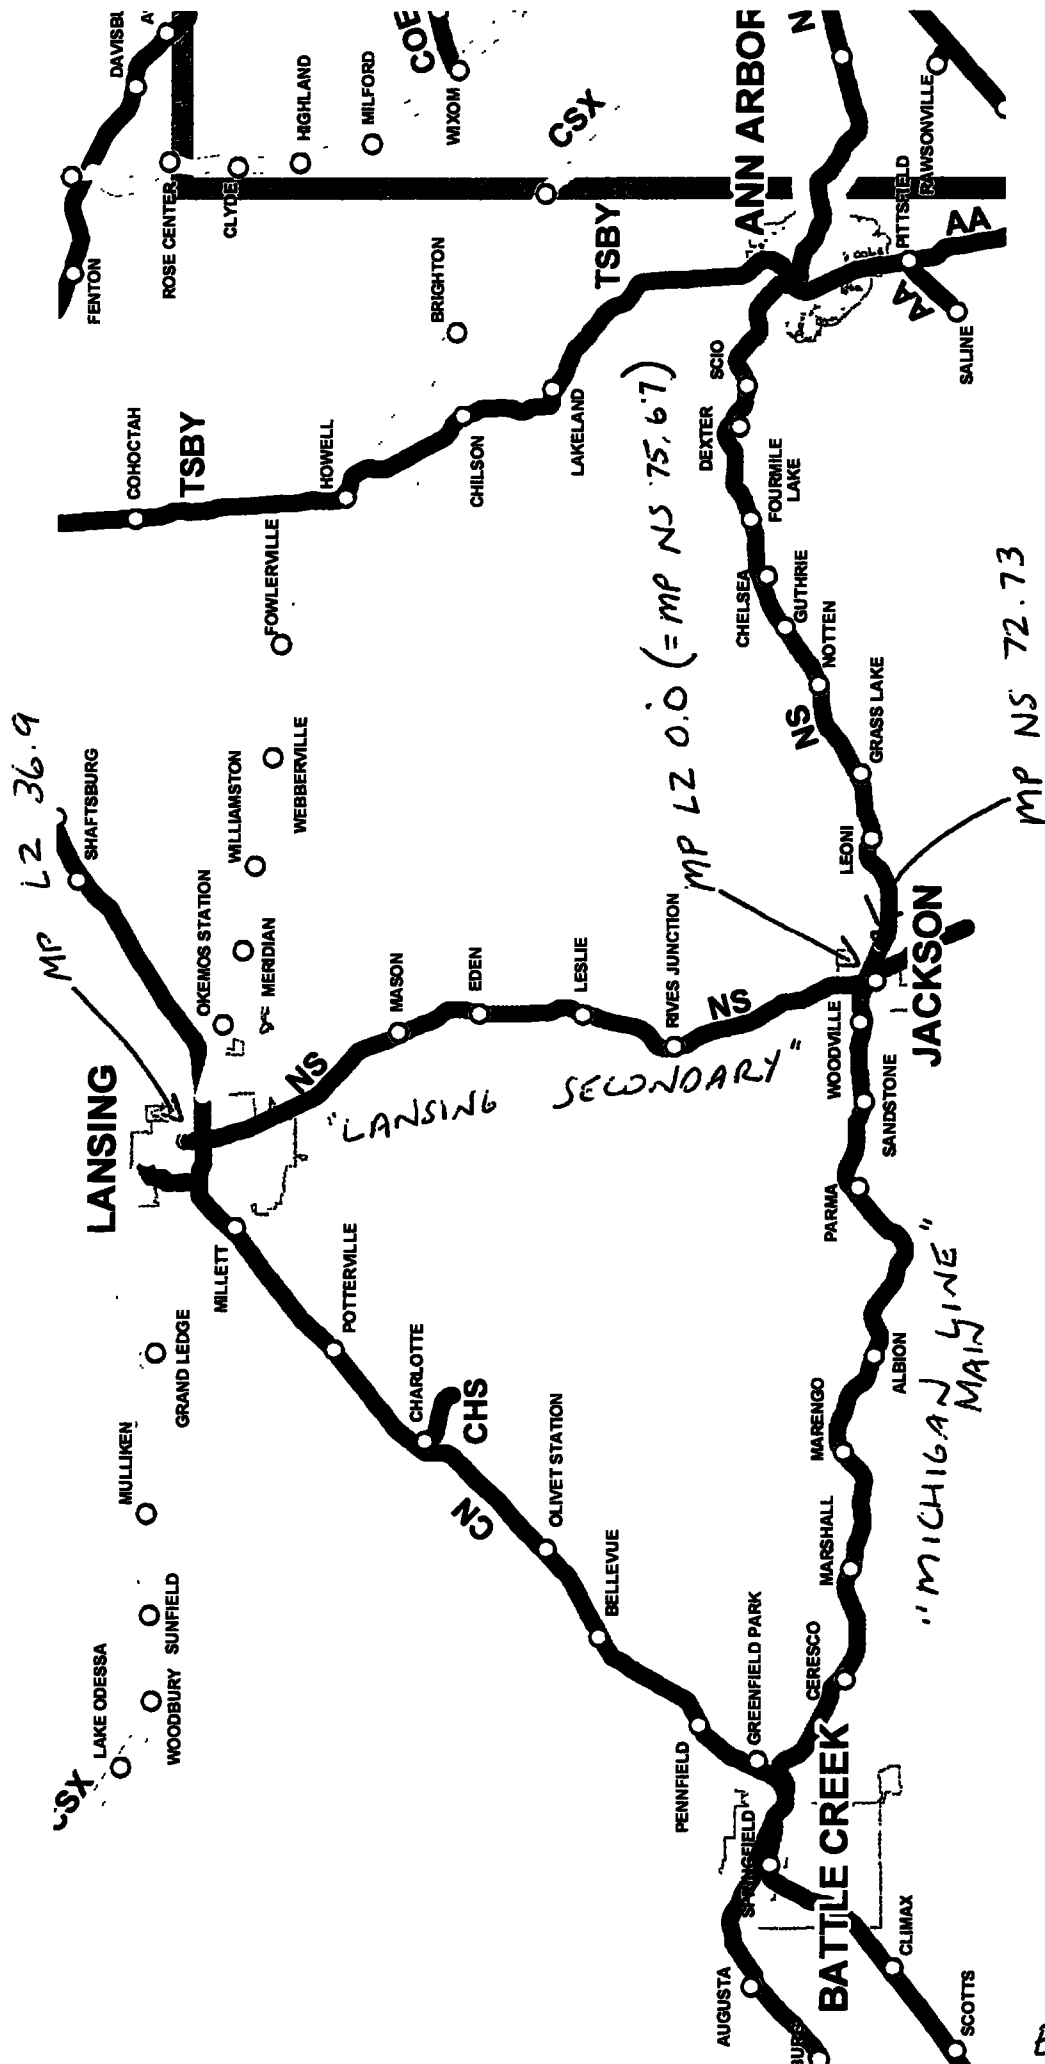 MP LZ 36.9
CSX
LAKE ODESSA
MULLIKEN
LANSING
SHAFTSBURG
FENTON
DAVISBU
WOODBURY
SUNFIELD
GRAND LEDGE
MILLETT
OKEMOS STATION
COHOCTAH
TSBY
ROSE CENTER
WILLIAMSTON
MERIDIAN
CLYDE
FOWLERVILLE
WEBBERVILLE
NS
HIGHLAND
POTTERVILLE
HOWELL
"LANSING SECONDARY"
MILFORD
MASON
CHARLOTTE
BRIGHTON
COE
WIXOM
CHS
CN
EDEN
CHILSON
OLIVET STATION
LESLIE
LAKELAND
CSX
TSBY
BELLEVUE
MP LZ 0.0 (= MP NS 75.67)
RIVES JUNCTION
PENNFIELD
NS
DEXTER
SCIO
ANN ARBOR
N
AUGUSTA
SPRINGFIELD
GREENFIELD PARK
CHELSEA
FOURMILE
LAKE
GUTHRIE
NS
NOTTEN
BATTLE CREEK
CERESCO
MARSHALL
MARENGO
PARMA
WOODVILLE
LEONI
GRASS LAKE
SANDSTONE
ALBION
JACKSON
PITTSFIELD
AA
RAWSONVILLE
CLIMAX
"MICHIGAN LINE"
MAIN
AA
SALINE
SCOTTS
MP NS 72.73